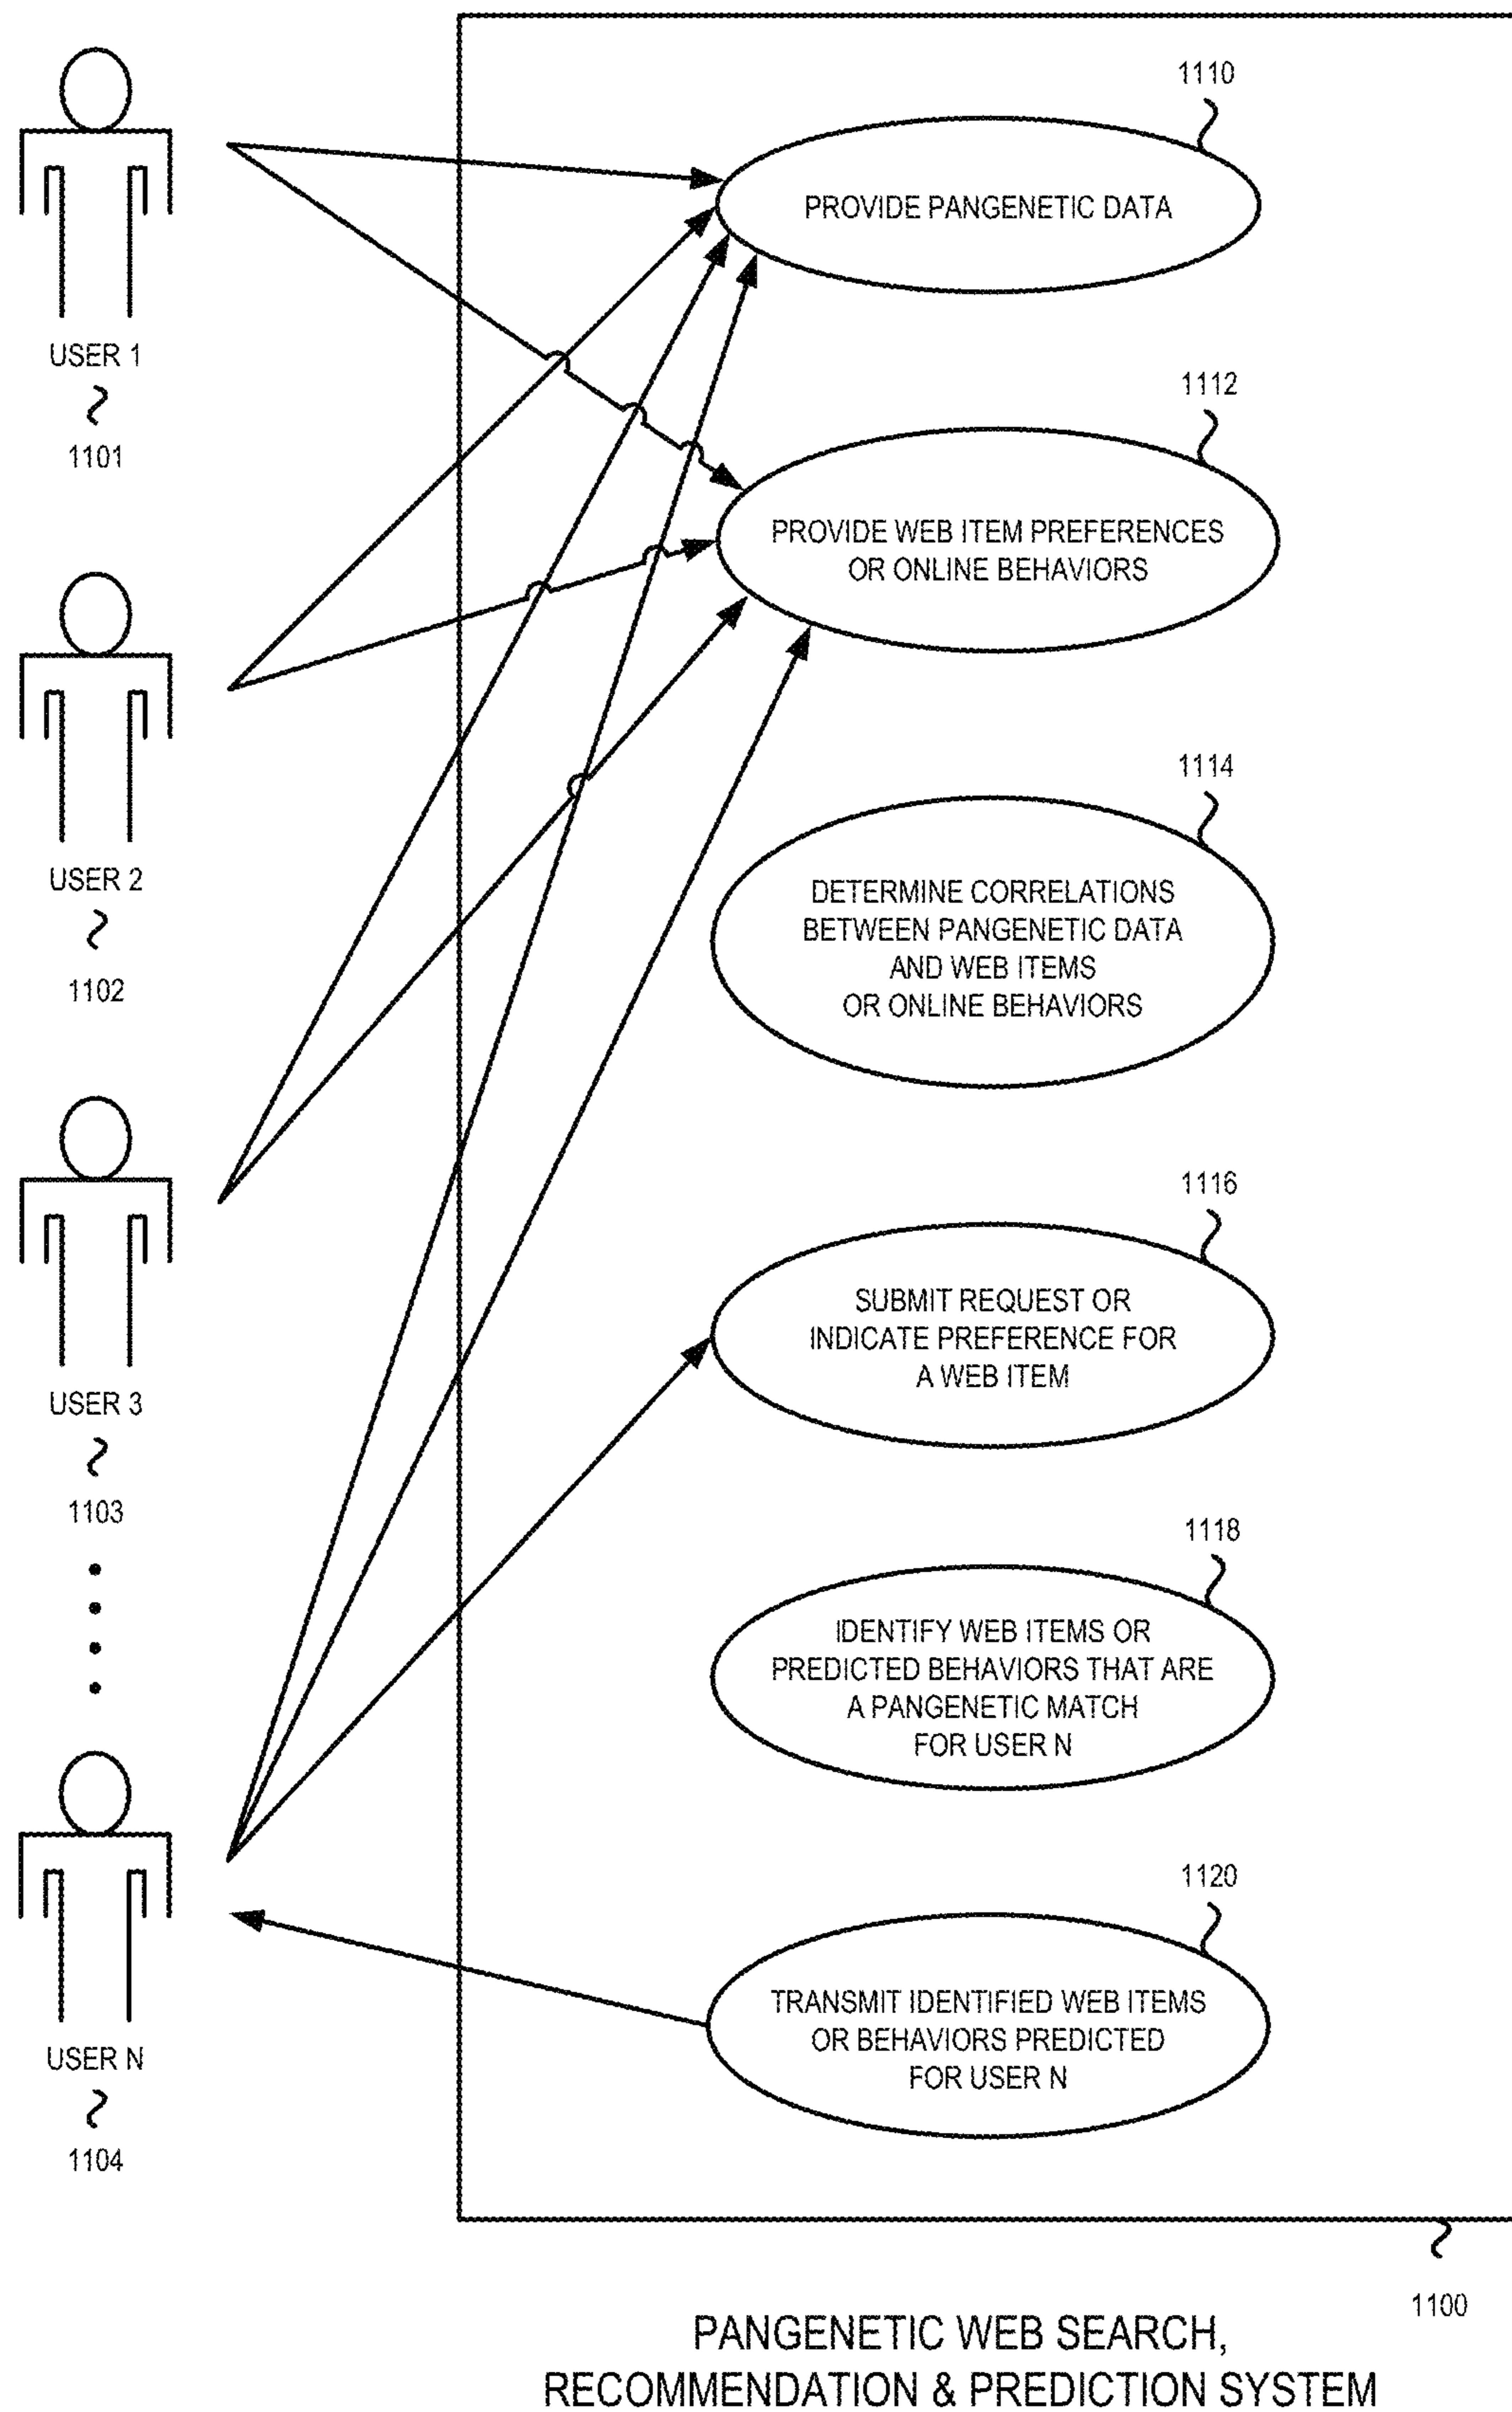 1110
PROVIDE PANGENETIC DATA
USER 1
1101
1112
PROVIDE WEB ITEM PREFERENCES
OR ONLINE BEHAVIORS
USER 2
1102
1114
DETERMINE CORRELATIONS
BETWEEN PANGENETIC DATA
AND WEB ITEMS
OR ONLINE BEHAVIORS
1116
SUBMIT REQUEST OR
INDICATE PREFERENCE FOR
A WEB ITEM
USER 3
1103
1118
IDENTIFY WEB ITEMS OR
PREDICTED BEHAVIORS THAT ARE
A PANGENETIC MATCH
FOR USER N
1120
TRANSMIT IDENTIFIED WEB ITEMS
OR BEHAVIORS PREDICTED
FOR USER N
USER N
1104
1100
PANGENETIC WEB SEARCH,
RECOMMENDATION & PREDICTION SYSTEM